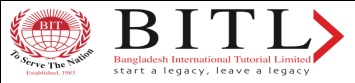 BIT
To Serve The Nation
Established, 1983
BITL
Bangladesh International Tutorial Limited
start a legacy, leave a legacy